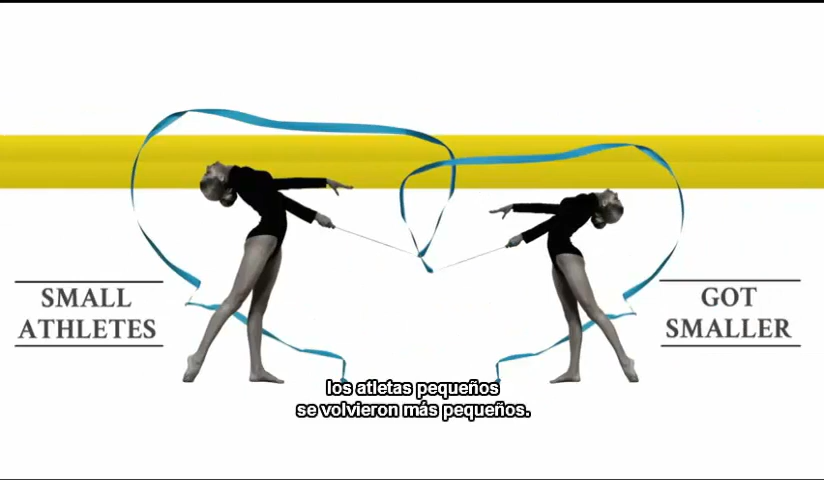 SMALL
ATHLETES
GOT
SMALLER
los atletas pequeños
se volvieron más pequeños.